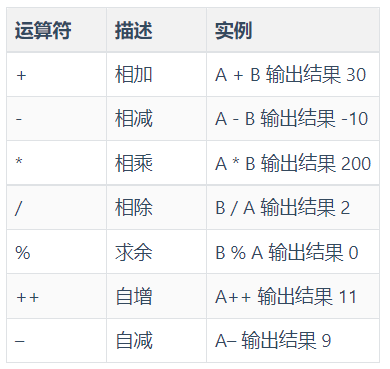 运算符 描述 实例
+ 相加 A + B 输出结果 30
- 相减 A - B 输出结果 -10
* 相乘 A * B 输出结果 200
/ 相除 B / A 输出结果 2
% 求余 B % A 输出结果 0
++ 自增 A++ 输出结果 11
– 自减 A– 输出结果 9